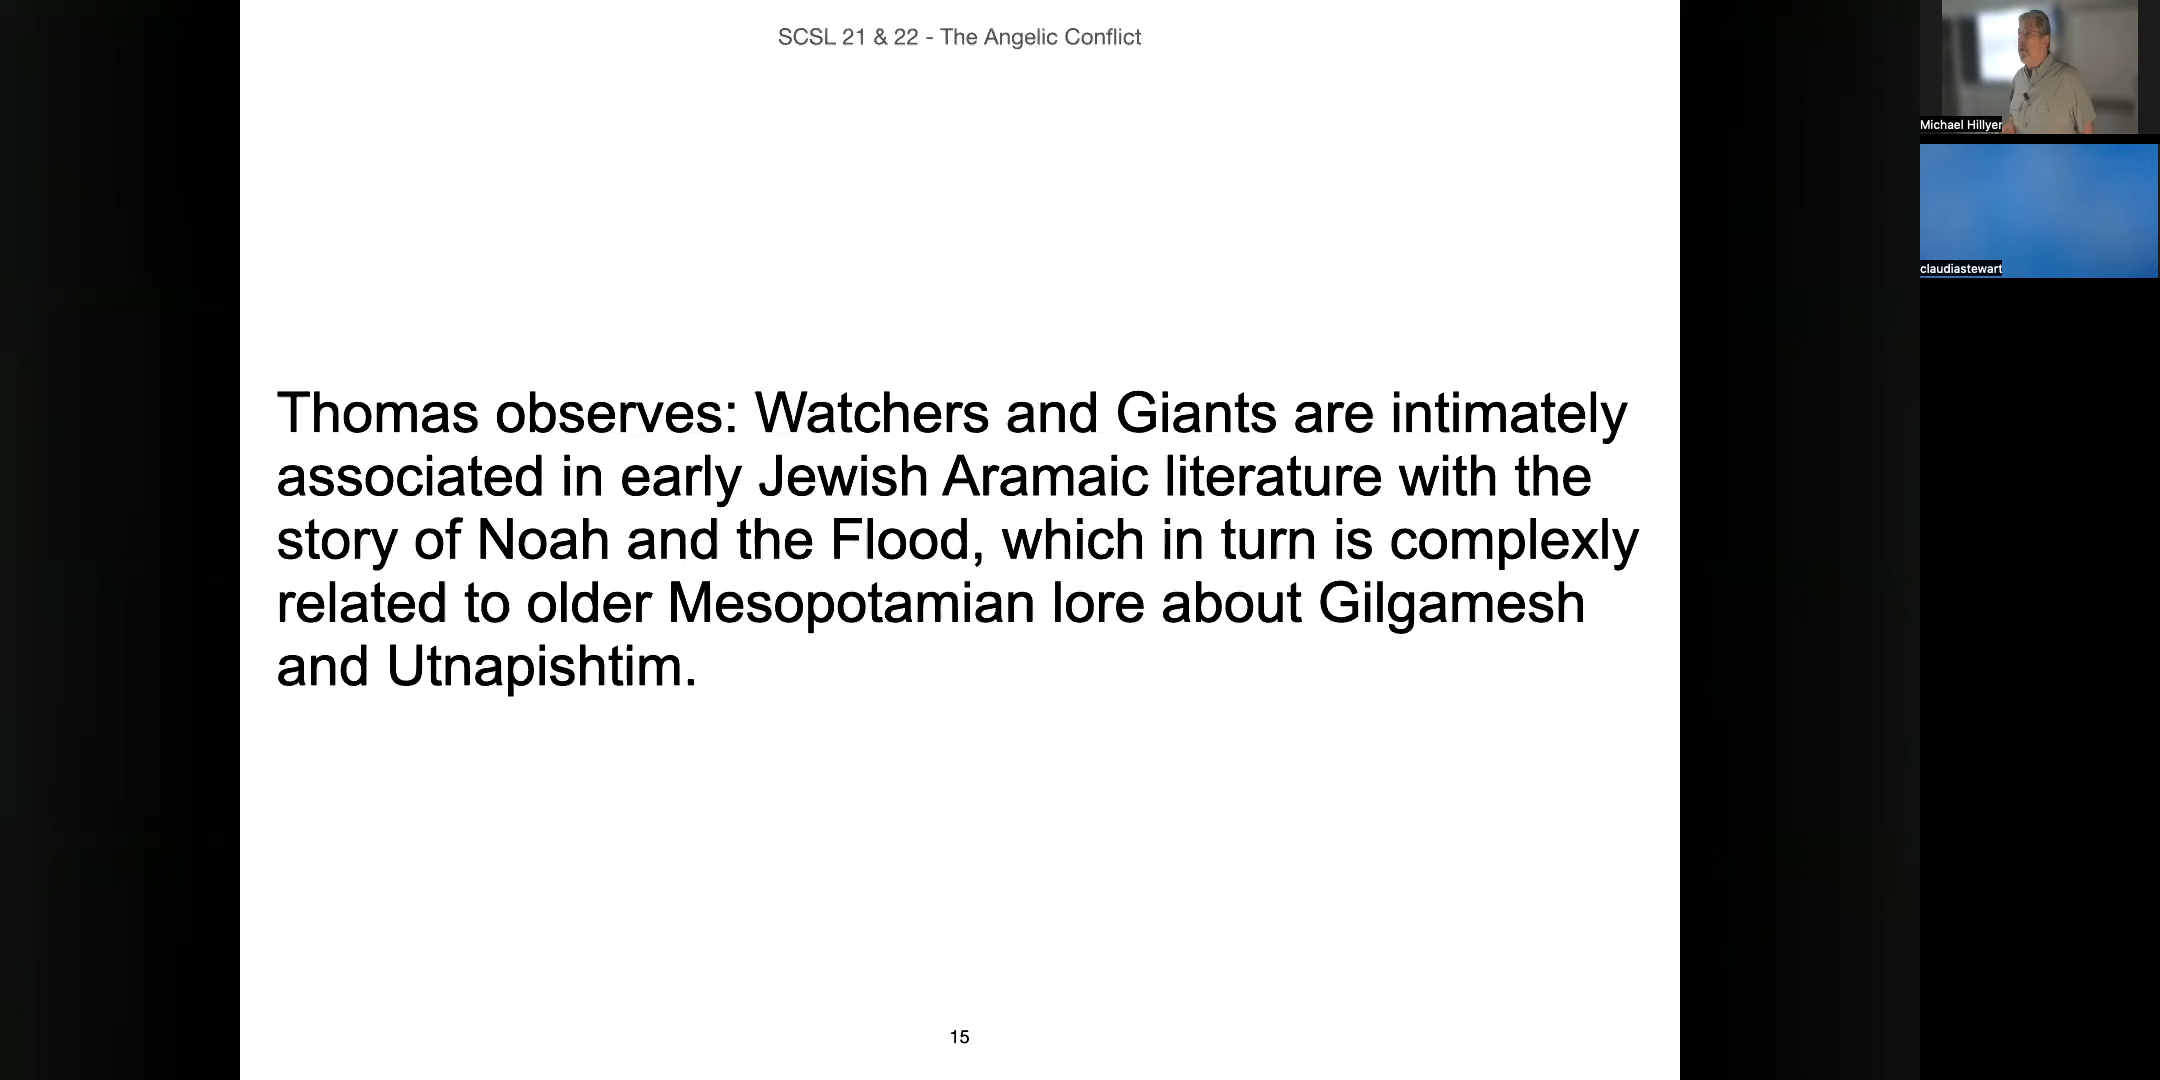 SCSL 21 & 22 - The Angelic Conflict
Thomas observes: Watchers and Giants are intimately
associated in early Jewish Aramaic literature with the
story of Noah and the Flood, which in turn is complexly
related to older Mesopotamian lore about Gilgamesh
and Utnapishtim.
15
Michael Hillyer
claudiastewart